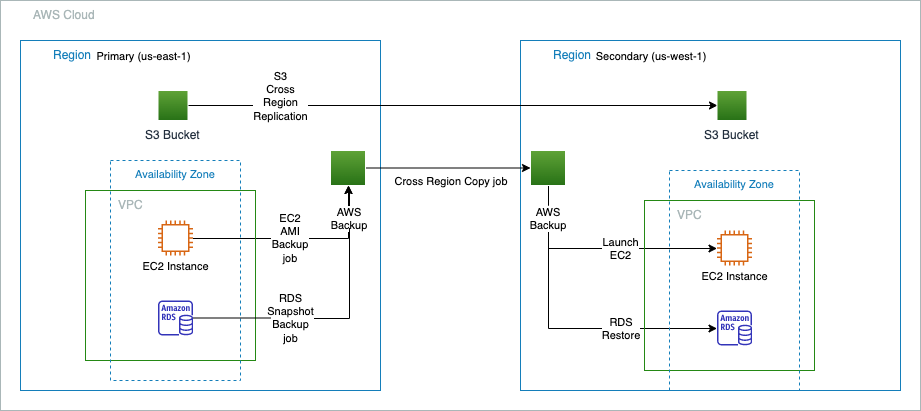 AWS Cloud
Region Primary (us-east-1)
S3
Cross
Region
Replication
S3 Bucket
Availability Zone
VPC
EC2 Instance
Amazon
RDS
EC2
AMI
Backup
job
RDS
Snapshot
Backup
job
AWS
Backup
Cross Region Copy job
Region Secondary (us-west-1)
S3 Bucket
AWS
Backup
Launch
EC2
RDS
Restore
Availability Zone
VPC
EC2 Instance
Amazon
RDS